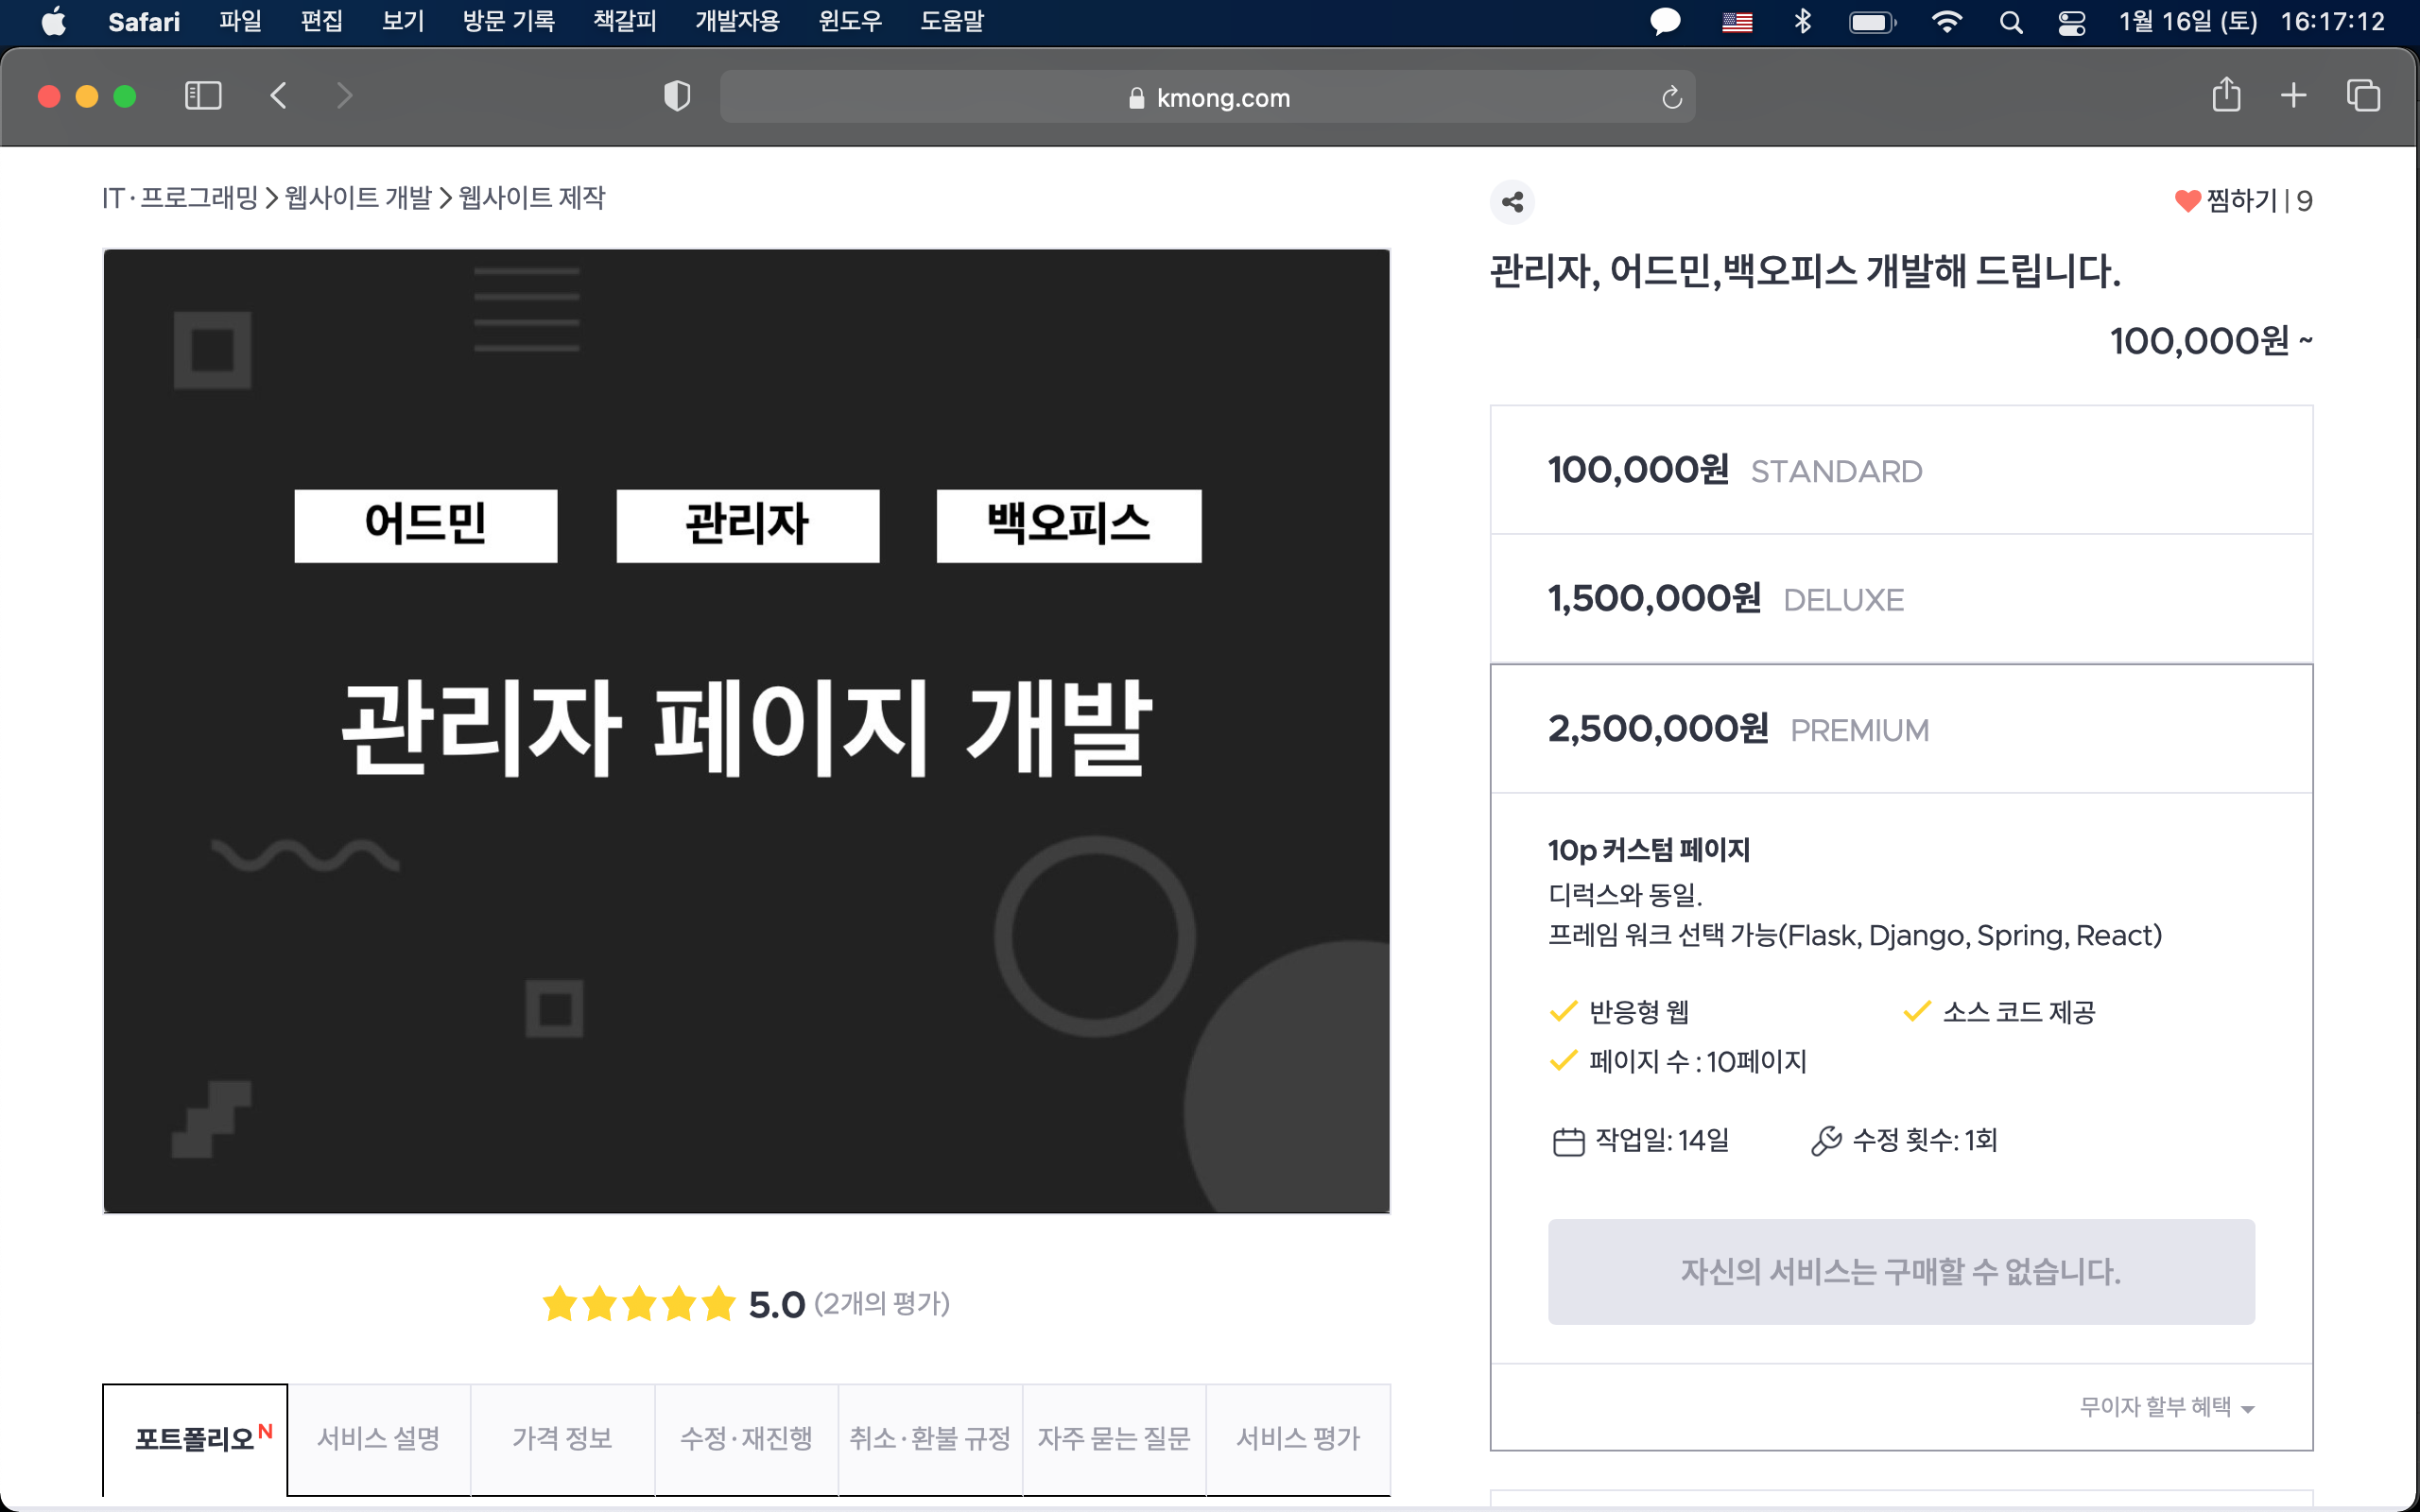 Safari 파일 편집 보기 방문 기록 책갈피 개발자용 윈도우 도움말 1월 16일 (토) 16:17:12
kmong.com
IT · 프로그래밍 > 웹사이트 개발 > 웹사이트 제작
찜하기 | 9
관리자, 어드민,백오피스 개발해 드립니다.
100,000원 ~
어드민 관리자 백오피스
관리자 페이지 개발
100,000원 STANDARD
1,500,000원 DELUXE
2,500,000원 PREMIUM
10p 커스텀 페이지
디럭스와 동일.
프레임 워크 선택 가능(Flask, Django, Spring, React)
반응형 웹 소스 코드 제공
페이지 수 : 10페이지
작업일: 14일 수정 횟수: 1회
자신의 서비스는 구매할 수 없습니다.
무이자 할부 혜택
5.0 (2개의 평가)
포트폴리오 N 서비스 설명 가격 정보 수정 · 재진행 취소 · 환불 규정 자주 묻는 질문 서비스 평가